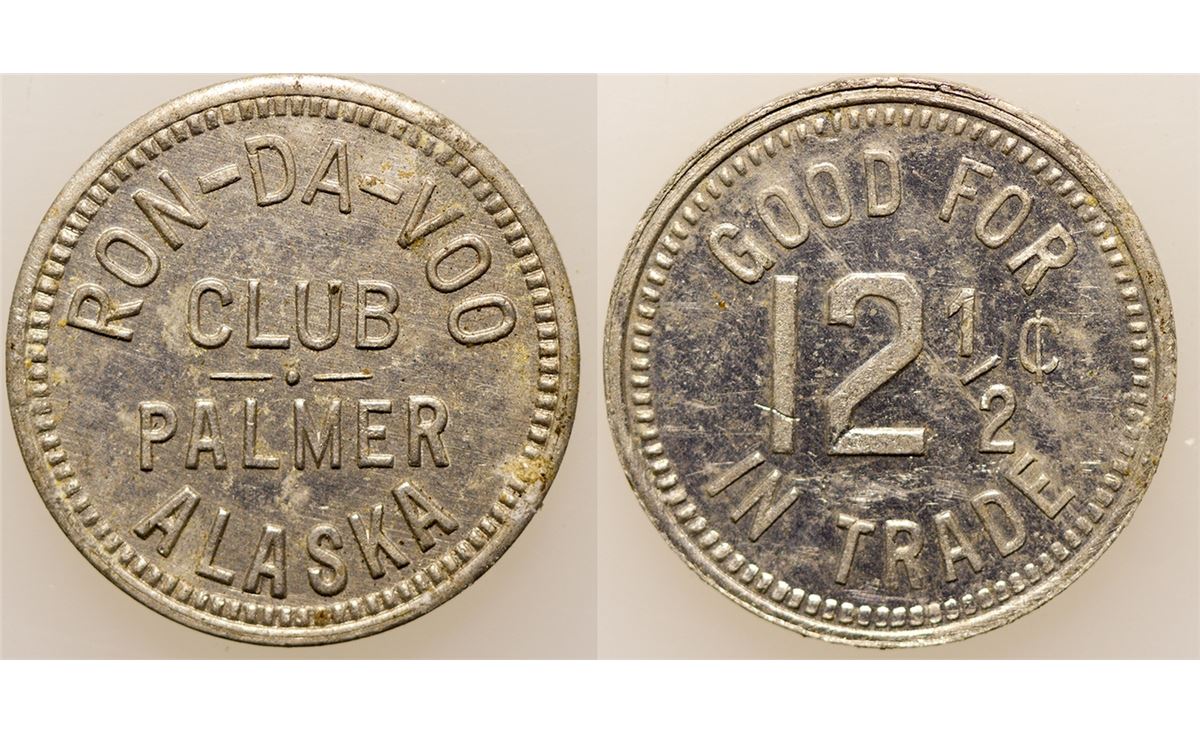 RON-DA-VOO
CLUB
PALMER
ALASKA
GOOD FOR
12 1/2 ¢
IN TRADE